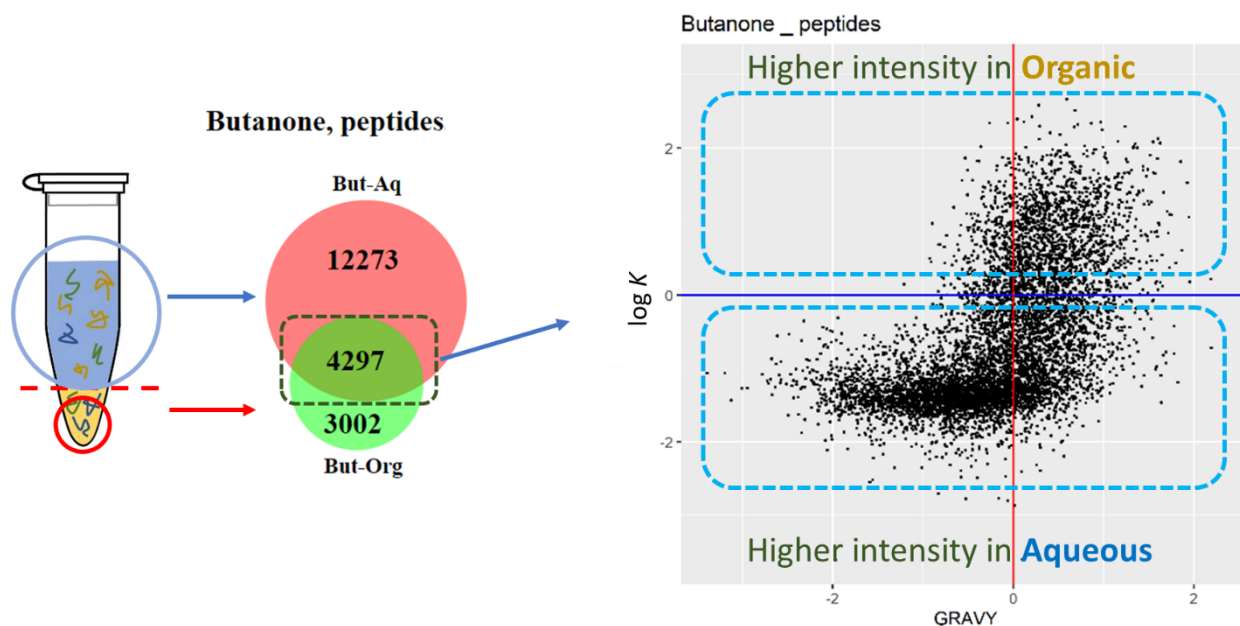 Butanone, peptides
But-Aq
12273
4297
3002
But-Org
Butanone _ peptides
Higher intensity in Organic
log K
2
0
-2
Higher intensity in Aqueous
-2
0
2
GRAVY